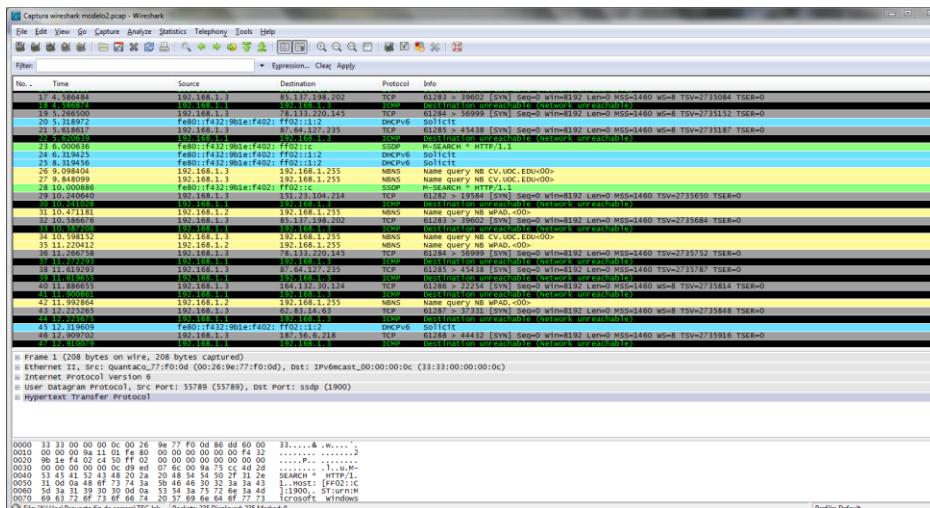 Captura wireshark modelo2.pcap - Wireshark
File Edit View Go Capture Analyze Statistics Telephony Tools Help
Filter: Expression... Clear Apply
No. . Time Source Destination Protocol Info
17 4.586484 192.168.1.3 85.137.198.202 TCP 61283 > 39602 [SYN] Seq=0 Win=8192 Len=0 MSS=1460 WS=8 TSV=2735084 TSER=0
18 4.586874 192.168.1.1 192.168.1.3 ICMP Destination unreachable (Network unreachable)
19 5.266500 192.168.1.3 78.133.220.145 TCP 61284 > 56999 [SYN] Seq=0 Win=8192 Len=0 MSS=1460 WS=8 TSV=2735152 TSER=0
20 5.318972 fe80::f432:9b1e:f402: ff02::1:2 DHCPv6 Solicit
21 5.618617 192.168.1.3 87.64.127.235 TCP 61285 > 45438 [SYN] Seq=0 Win=8192 Len=0 MSS=1460 WS=8 TSV=2735187 TSER=0
22 5.620639 192.168.1.1 192.168.1.3 ICMP Destination unreachable (Network unreachable)
23 6.000636 fe80::f432:9b1e:f402: ff02::c SSDP M-SEARCH * HTTP/1.1
24 6.319425 fe80::f432:9b1e:f402: ff02::1:2 DHCPv6 Solicit
25 8.319456 fe80::f432:9b1e:f402: ff02::1:2 DHCPv6 Solicit
26 9.098404 192.168.1.3 192.168.1.255 NBNS Name query NB CV.UOC.EDU<00>
27 9.848099 192.168.1.3 192.168.1.255 NBNS Name query NB CV.UOC.EDU<00>
28 10.000886 fe80::f432:9b1e:f402: ff02::c SSDP M-SEARCH * HTTP/1.1
29 10.240640 192.168.1.3 151.23.104.214 TCP 61282 > 19584 [SYN] Seq=0 Win=8192 Len=0 MSS=1460 TSV=2735650 TSER=0
30 10.241028 192.168.1.1 192.168.1.3 ICMP Destination unreachable (Network unreachable)
31 10.471181 192.168.1.2 192.168.1.255 NBNS Name query NB WPAD.<00>
32 10.586676 192.168.1.3 85.137.198.202 TCP 61283 > 39602 [SYN] Seq=0 Win=8192 Len=0 MSS=1460 WS=8 TSV=2735684 TSER=0
33 10.587208 192.168.1.1 192.168.1.3 ICMP Destination unreachable (Network unreachable)
34 10.598152 192.168.1.3 192.168.1.255 NBNS Name query NB CV.UOC.EDU<00>
35 11.220412 192.168.1.2 192.168.1.255 NBNS Name query NB WPAD.<00>
36 11.266758 192.168.1.3 78.133.220.145 TCP 61284 > 56999 [SYN] Seq=0 Win=8192 Len=0 MSS=1460 WS=8 TSV=2735752 TSER=0
37 11.272293 192.168.1.1 192.168.1.3 ICMP Destination unreachable (Network unreachable)
38 11.619293 192.168.1.3 87.64.127.235 TCP 61285 > 45438 [SYN] Seq=0 Win=8192 Len=0 MSS=1460 WS=8 TSV=2735787 TSER=0
39 11.619655 192.168.1.1 192.168.1.3 ICMP Destination unreachable (Network unreachable)
40 11.886655 192.168.1.3 164.132.30.124 TCP 61286 > 22254 [SYN] Seq=0 Win=8192 Len=0 MSS=1460 WS=8 TSV=2735814 TSER=0
41 11.900861 192.168.1.1 192.168.1.3 ICMP Destination unreachable (Network unreachable)
42 11.992864 192.168.1.2 192.168.1.255 NBNS Name query NB WPAD.<00>
43 12.225265 192.168.1.3 62.83.14.63 TCP 61287 > 37331 [SYN] Seq=0 Win=8192 Len=0 MSS=1460 WS=8 TSV=2735848 TSER=0
44 12.225675 192.168.1.1 192.168.1.3 ICMP Destination unreachable (Network unreachable)
45 12.319609 fe80::f432:9b1e:f402: ff02::1:2 DHCPv6 Solicit
46 12.909702 192.168.1.3 187.56.6.218 TCP 61288 > 44432 [SYN] Seq=0 Win=8192 Len=0 MSS=1460 WS=8 TSV=2735916 TSER=0
47 12.910079 192.168.1.1 192.168.1.3 ICMP Destination unreachable (Network unreachable)
Frame 1 (208 bytes on wire, 208 bytes captured)
Ethernet II, Src: QuantaCo_77:f0:0d (00:26:9e:77:f0:0d), Dst: IPv6mcast_00:00:00:0c (33:33:00:00:00:0c)
Internet Protocol Version 6
User Datagram Protocol, Src Port: 55789 (55789), Dst Port: ssdp (1900)
Hypertext Transfer Protocol
0000 33 33 00 00 00 0c 00 26 9e 77 f0 0d 86 dd 60 00 33.....& .w....`.
0010 00 00 00 9a 11 01 fe 80 00 00 00 00 00 00 f4 32 ........ .......2
0020 9b 1e f4 02 c4 50 ff 02 00 00 00 00 00 00 00 00 .....P.. ........
0030 00 00 00 00 00 0c d9 ed 07 6c 00 9a 75 cc 4d 2d ........ .l..u.M-
0040 53 45 41 52 43 48 20 2a 20 48 54 54 50 2f 31 2e SEARCH * HTTP/1.
0050 31 0d 0a 48 6f 73 74 3a 5b 46 46 30 32 3a 3a 43 1..Host: [FF02::C
0060 5d 3a 31 39 30 30 0d 0a 53 54 3a 75 72 6e 3a 4d ]:1900.. ST:urn:M
0070 69 63 72 6f 73 6f 66 74 20 57 69 6e 64 6f 77 73 icrosoft Windows